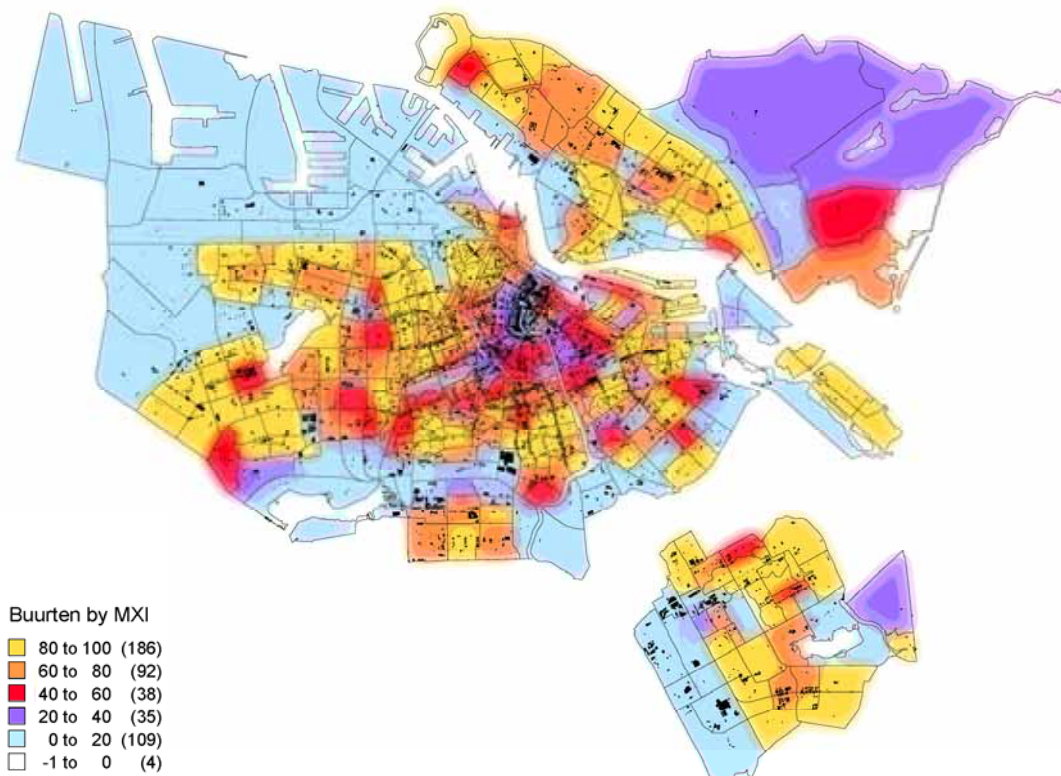 Buurten by MXI
80 to 100 (186)
60 to 80 (92)
40 to 60 (38)
20 to 40 (35)
0 to 20 (109)
-1 to 0 (4)